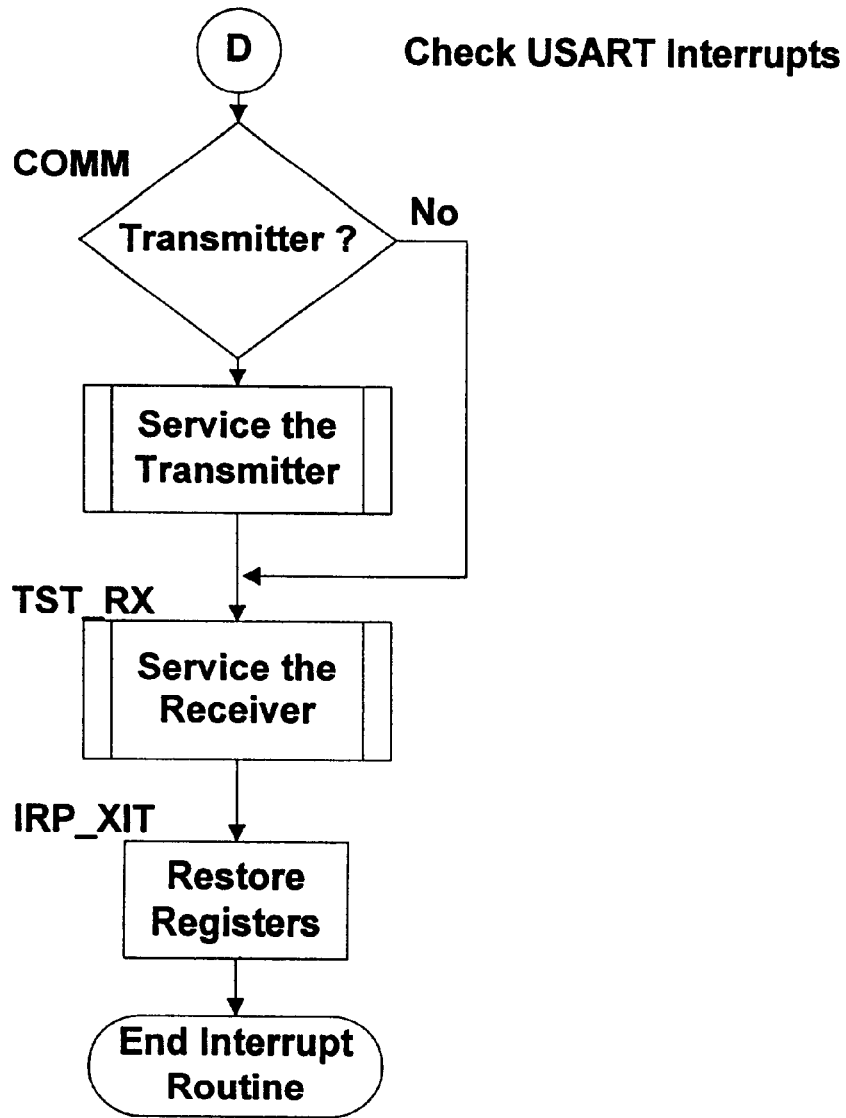 D
Check USART Interrupts
COMM
Transmitter ?
No
Service the
Transmitter
TST_RX
Service the
Receiver
IRP_XIT
Restore
Registers
End Interrupt
Routine